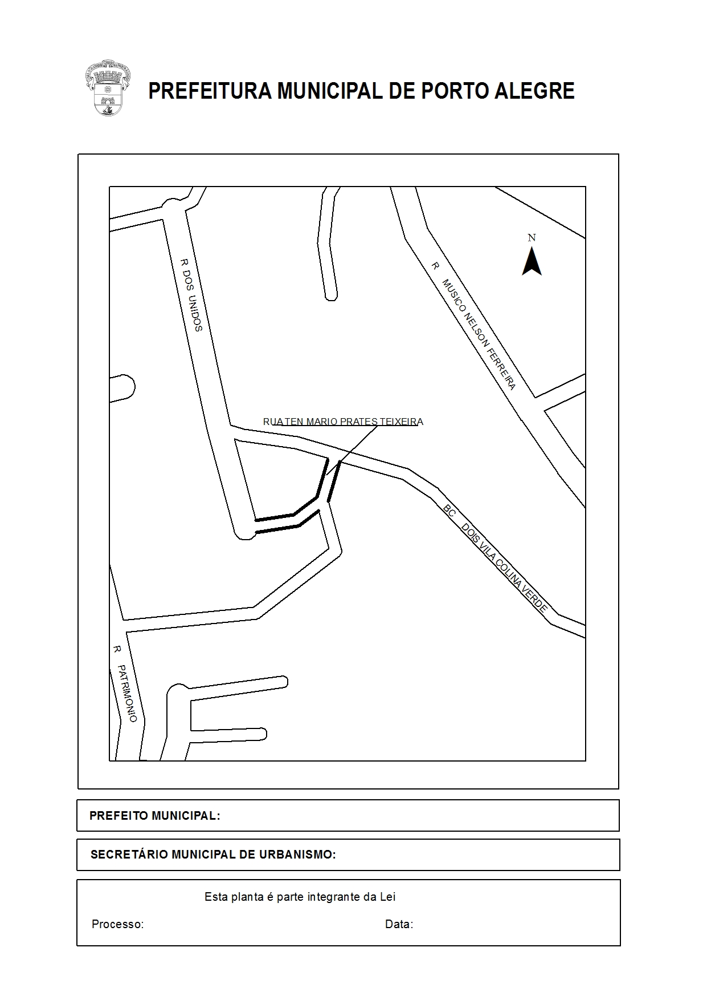 PREFEITURA MUNICIPAL DE PORTO ALEGRE
N
R DOS UNIDOS
R MUSICO NELSON FERREIRA
RUA TEN MARIO PRATES TEIXEIRA
BC DOIS VILA COLINA VERDE
R PATRIMONIO
PREFEITO MUNICIPAL:
SECRETÁRIO MUNICIPAL DE URBANISMO:
Esta planta é parte integrante da Lei
Processo: Data: